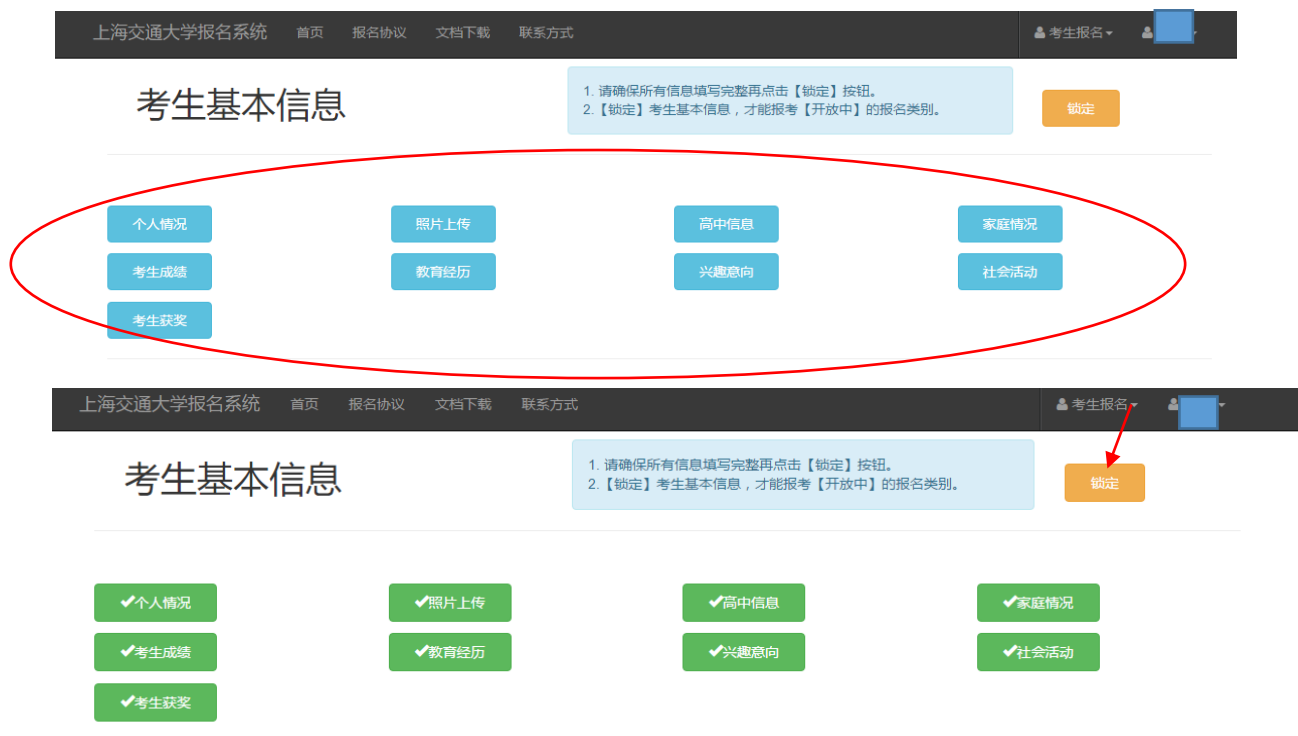 上海交通大学报名系统 首页 报名协议 文档下载 联系方式 考生报名
考生基本信息
1. 请确保所有信息填写完整再点击【锁定】按钮。
2.【锁定】考生基本信息，才能报考【开放中】的报名类别。
锁定
个人情况 照片上传 高中信息 家庭情况
考生成绩 教育经历 兴趣意向 社会活动
考生获奖
上海交通大学报名系统 首页 报名协议 文档下载 联系方式 考生报名
考生基本信息
1. 请确保所有信息填写完整再点击【锁定】按钮。
2.【锁定】考生基本信息，才能报考【开放中】的报名类别。
锁定
✔个人情况 ✔照片上传 ✔高中信息 ✔家庭情况
✔考生成绩 ✔教育经历 ✔兴趣意向 ✔社会活动
✔考生获奖